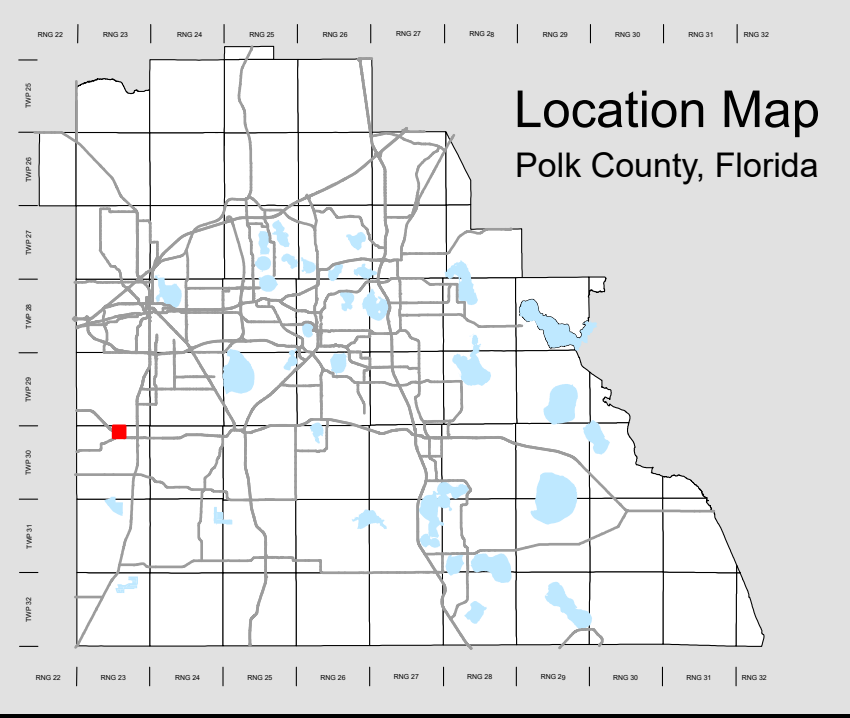 RNG 22 RNG 23 RNG 24 RNG 25 RNG 26 RNG 27 RNG 28 RNG 29 RNG 30 RNG 31 RNG 32
TWP 25
Location Map
Polk County, Florida
TWP 26
TWP 27
TWP 28
TWP 29
TWP 30
TWP 31
TWP 32
RNG 22 RNG 23 RNG 24 RNG 25 RNG 26 RNG 27 RNG 28 RNG 29 RNG 30 RNG 31 RNG 32